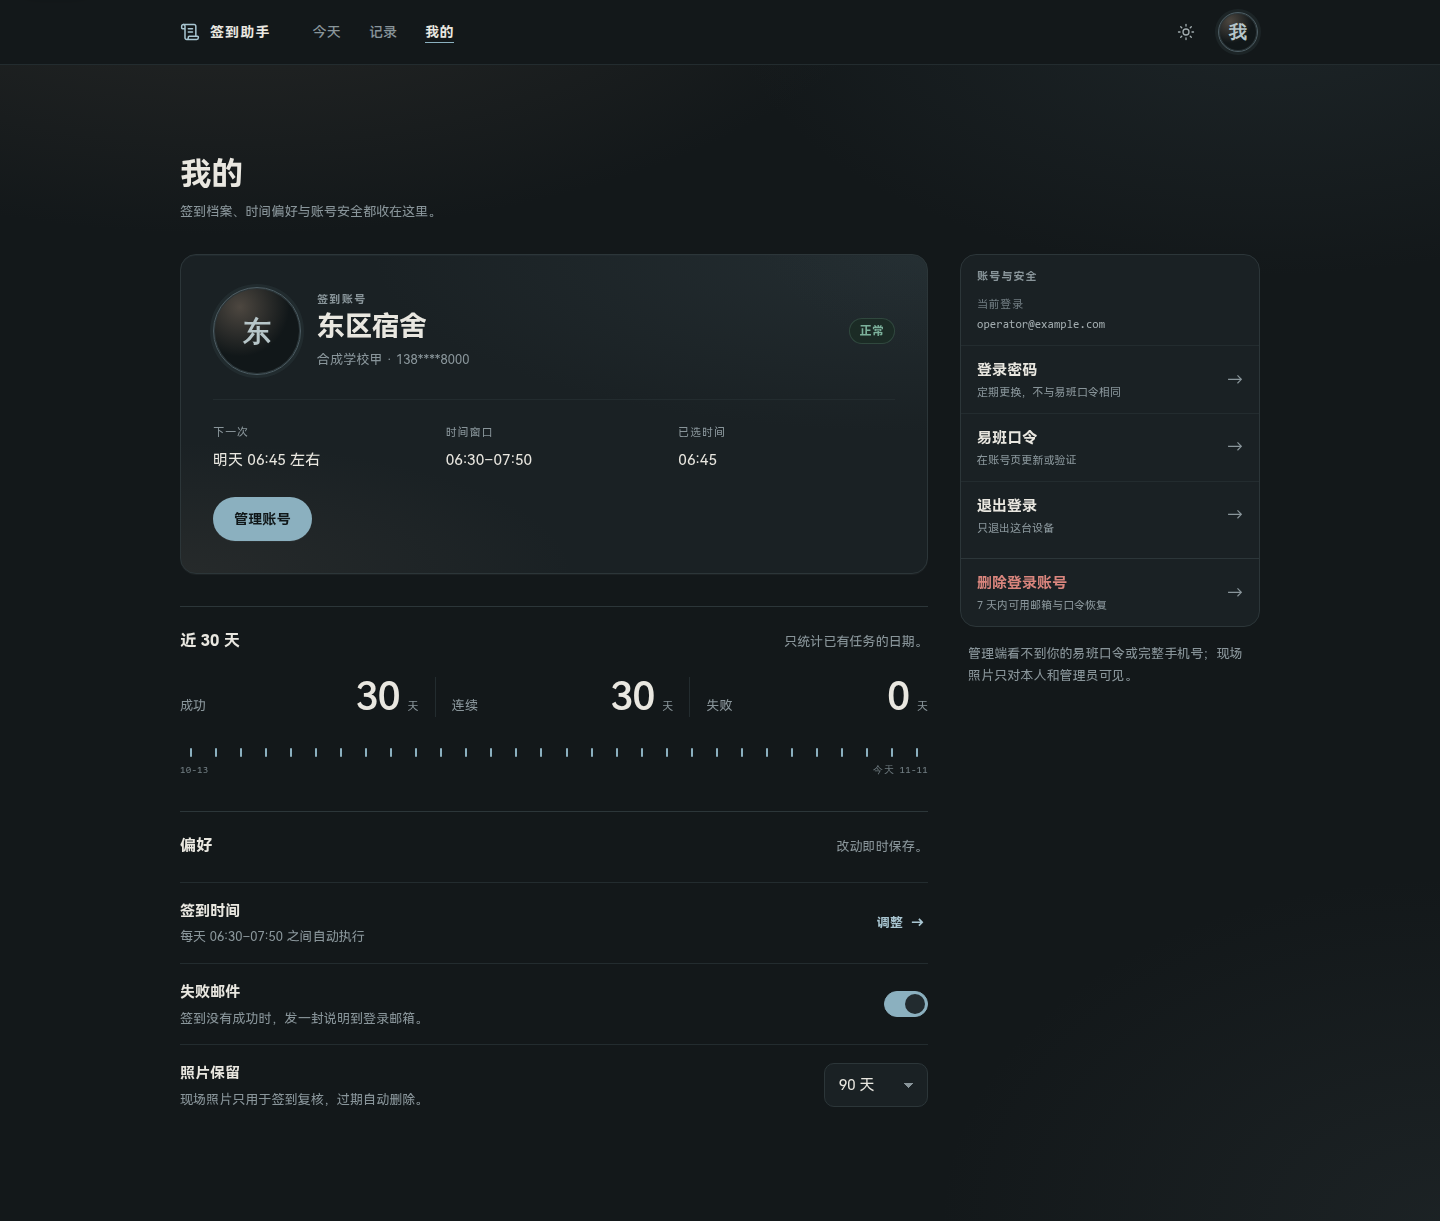 签到助手
今天
记录
我的
我
我的
签到档案、时间偏好与账号安全都收在这里。
东
签到账号
东区宿舍
合成学校甲 · 138****8000
正常
下一次
明天 06:45 左右
时间窗口
06:30–07:50
已选时间
06:45
管理账号
近 30 天
只统计已有任务的日期。
成功
30 天
连续
30 天
失败
0 天
10-13
今天 11-11
偏好
改动即时保存。
签到时间
每天 06:30–07:50 之间自动执行
调整 →
失败邮件
签到没有成功时，发一封说明到登录邮箱。
照片保留
现场照片只用于签到复核，过期自动删除。
90 天
账号与安全
当前登录
operator@example.com
登录密码
定期更换，不与易班口令相同
→
易班口令
在账号页更新或验证
→
退出登录
只退出这台设备
→
删除登录账号
7 天内可用邮箱与口令恢复
→
管理端看不到你的易班口令或完整手机号；现场
照片只对本人和管理员可见。